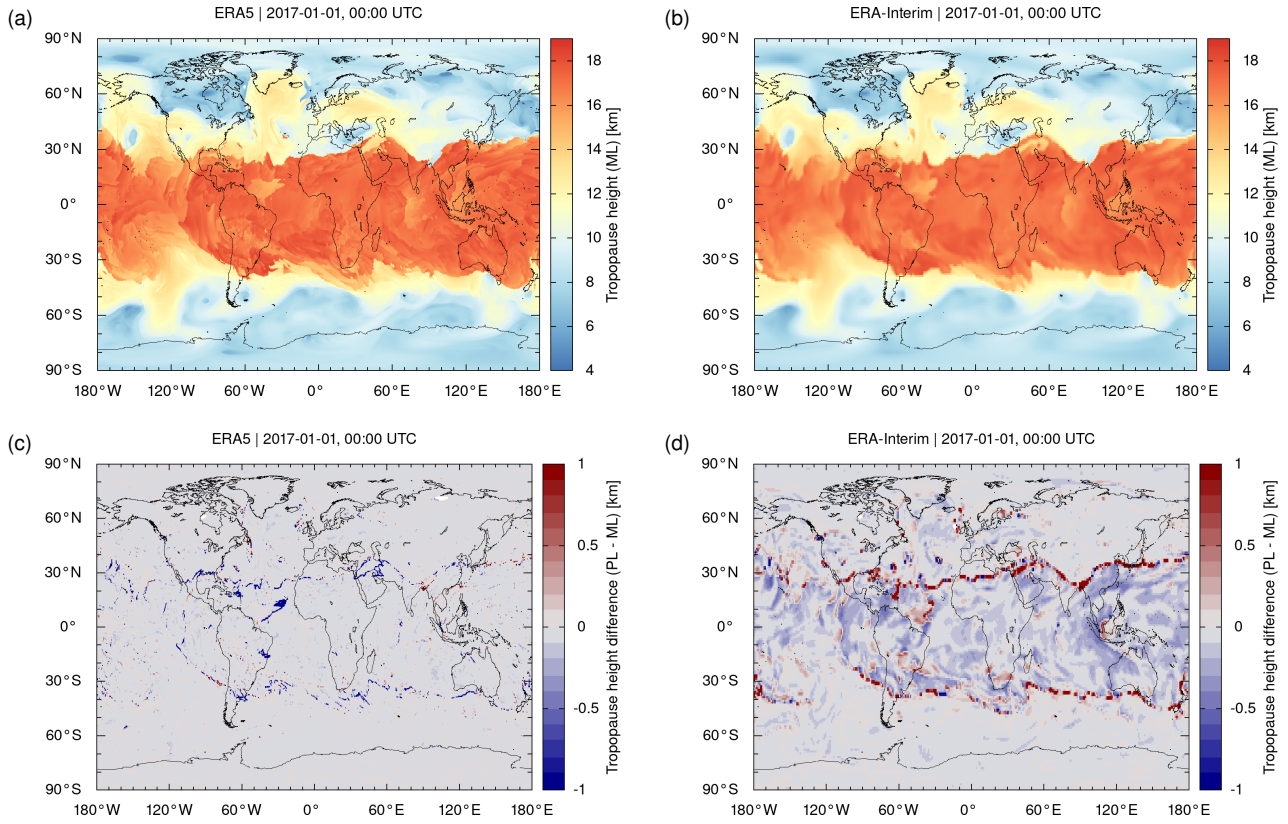 (a)
ERA5 | 2017-01-01, 00:00 UTC
90°N
60°N
30°N
0°
30°S
60°S
90°S
180°W 120°W 60°W 0° 60°E 120°E 180°E
18
16
14
12
10
8
6
4
Tropopause height (ML) [km]
(b)
ERA-Interim | 2017-01-01, 00:00 UTC
90°N
60°N
30°N
0°
30°S
60°S
90°S
180°W 120°W 60°W 0° 60°E 120°E 180°E
18
16
14
12
10
8
6
4
Tropopause height (ML) [km]
(c)
ERA5 | 2017-01-01, 00:00 UTC
90°N
60°N
30°N
0°
30°S
60°S
90°S
180°W 120°W 60°W 0° 60°E 120°E 180°E
1
0.5
0
-0.5
-1
Tropopause height difference (PL - ML) [km]
(d)
ERA-Interim | 2017-01-01, 00:00 UTC
90°N
60°N
30°N
0°
30°S
60°S
90°S
180°W 120°W 60°W 0° 60°E 120°E 180°E
1
0.5
0
-0.5
-1
Tropopause height difference (PL - ML) [km]